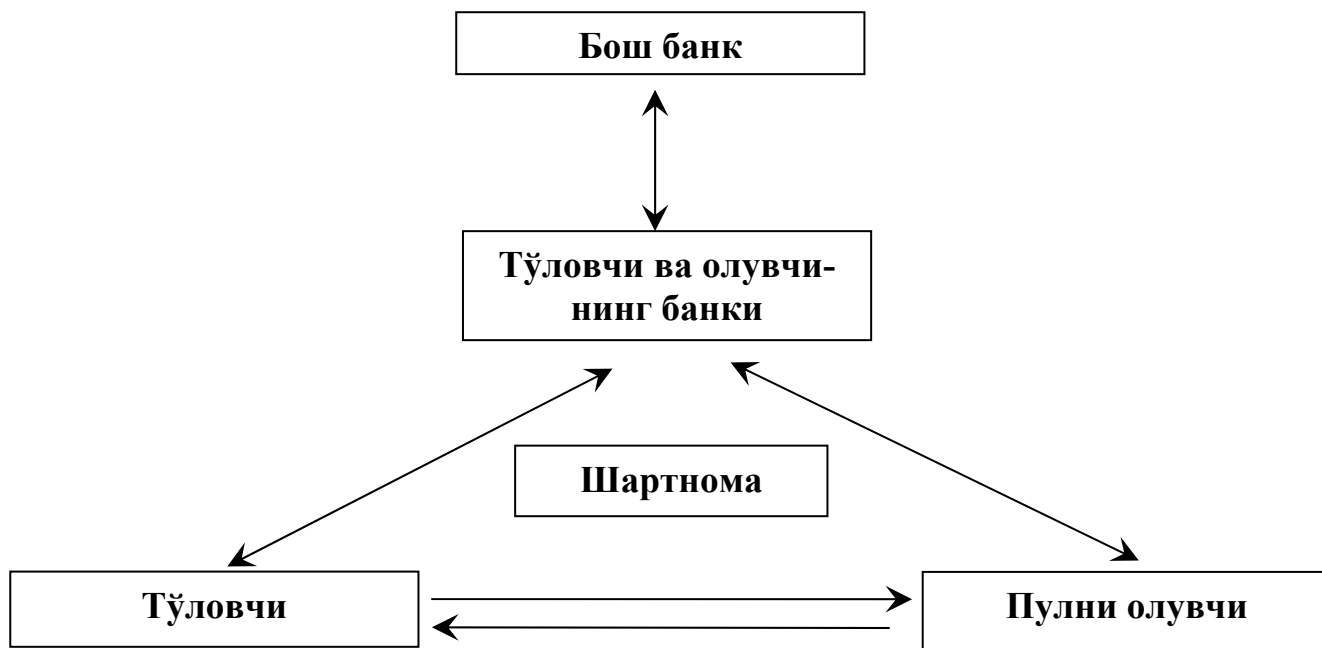 Бош банк
Тўловчи ва олувчи-
нинг банки
Шартнома
Тўловчи
Пулни олувчи